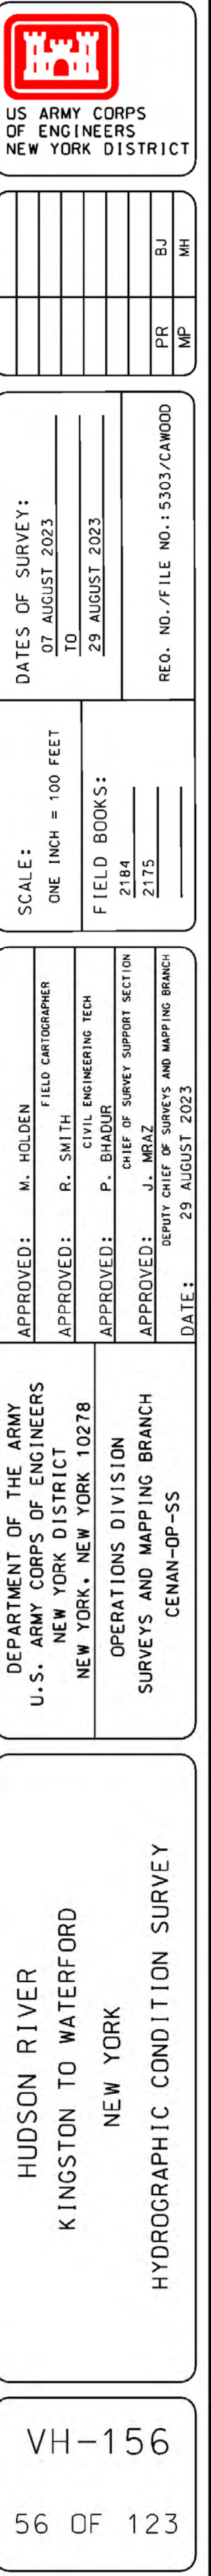 US ARMY CORPS
OF ENGINEERS
NEW YORK DISTRICT
PR BJ
MP MH
DATES OF SURVEY:
07 AUGUST 2023
TO
29 AUGUST 2023
REQ. NO./FILE NO.: 5303/CAWOOD
SCALE:
ONE INCH = 100 FEET
FIELD BOOKS:
2184
2175
APPROVED: M. HOLDEN
FIELD CARTOGRAPHER
APPROVED: R. SMITH
CIVIL ENGINEERING TECH
APPROVED: P. BHADUR
CHIEF OF SURVEY SUPPORT SECTION
APPROVED: J. MRAZ
DEPUTY CHIEF OF SURVEYS AND MAPPING BRANCH
DATE: 29 AUGUST 2023
DEPARTMENT OF THE ARMY
U.S. ARMY CORPS OF ENGINEERS
NEW YORK DISTRICT
NEW YORK, NEW YORK 10278
OPERATIONS DIVISION
SURVEYS AND MAPPING BRANCH
CENAN-OP-SS
HUDSON RIVER
KINGSTON TO WATERFORD
NEW YORK
HYDROGRAPHIC CONDITION SURVEY
VH-156
56 OF 123